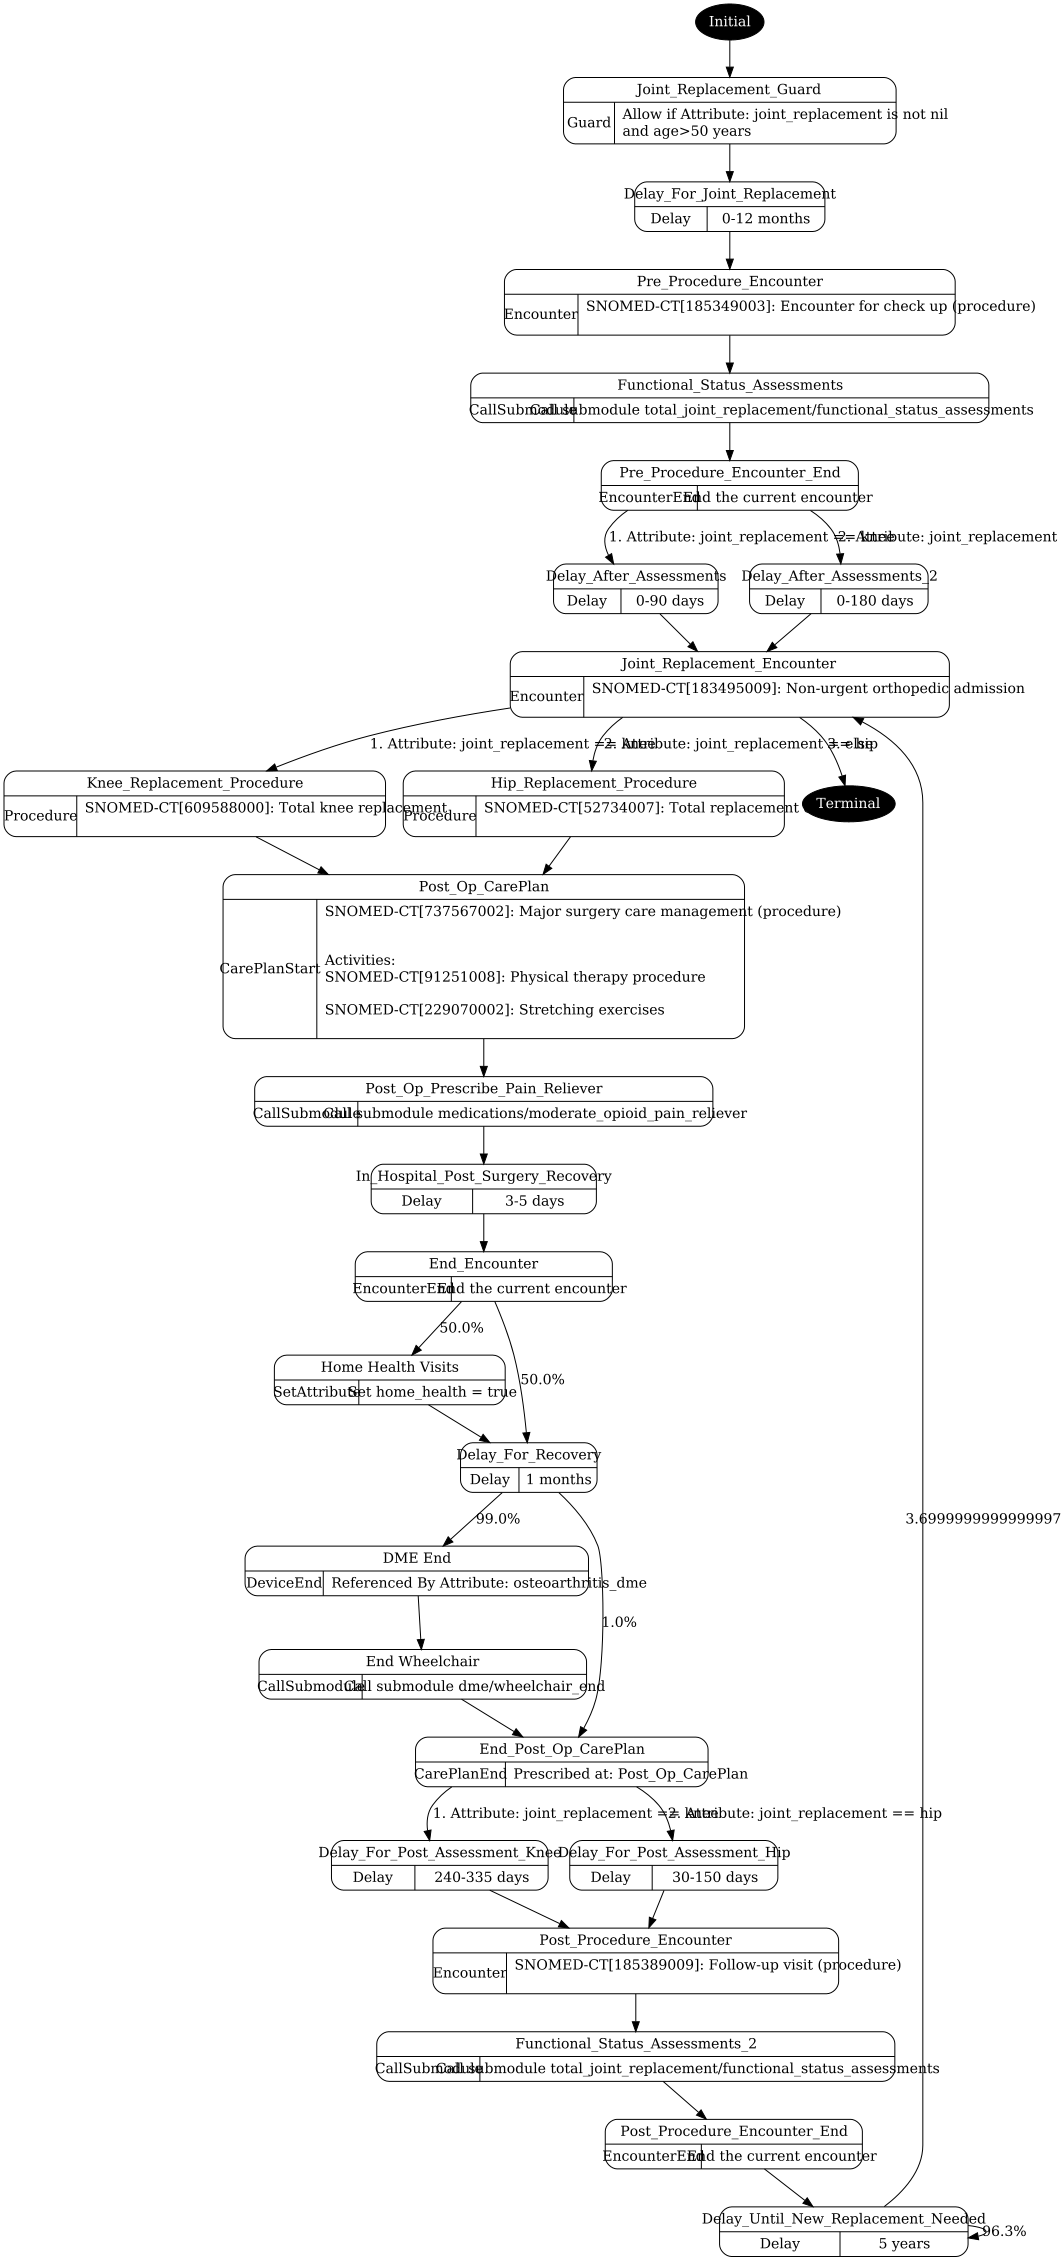 Initial
Joint_Replacement_Guard
Guard
Allow if Attribute: joint_replacement is not nil
and age>50 years
Delay_For_Joint_Replacement
Delay
0-12 months
Pre_Procedure_Encounter
Encounter
SNOMED-CT[185349003]: Encounter for check up (procedure)
Functional_Status_Assessments
CallSubmodule
Call submodule total_joint_replacement/functional_status_assessments
Pre_Procedure_Encounter_End
EncounterEnd
End the current encounter
1. Attribute: joint_replacement == knee
2. Attribute: joint_replacement
Delay_After_Assessments
Delay
0-90 days
Delay_After_Assessments_2
Delay
0-180 days
Joint_Replacement_Encounter
Encounter
SNOMED-CT[183495009]: Non-urgent orthopedic admission
1. Attribute: joint_replacement == knee
2. Attribute: joint_replacement == hip
3. else
Knee_Replacement_Procedure
Procedure
SNOMED-CT[609588000]: Total knee replacement
Hip_Replacement_Procedure
Procedure
SNOMED-CT[52734007]: Total replacement
Terminal
Post_Op_CarePlan
CarePlanStart
SNOMED-CT[737567002]: Major surgery care management (procedure)
Activities:
SNOMED-CT[91251008]: Physical therapy procedure
SNOMED-CT[229070002]: Stretching exercises
Post_Op_Prescribe_Pain_Reliever
CallSubmodule
Call submodule medications/moderate_opioid_pain_reliever
In_Hospital_Post_Surgery_Recovery
Delay
3-5 days
End_Encounter
EncounterEnd
End the current encounter
50.0%
Home Health Visits
SetAttribute
Set home_health = true
50.0%
Delay_For_Recovery
Delay
1 months
99.0%
3.6999999999999997
DME End
DeviceEnd
Referenced By Attribute: osteoarthritis_dme
1.0%
End Wheelchair
CallSubmodule
Call submodule dme/wheelchair_end
End_Post_Op_CarePlan
CarePlanEnd
Prescribed at: Post_Op_CarePlan
1. Attribute: joint_replacement == knee
2. Attribute: joint_replacement == hip
Delay_For_Post_Assessment_Knee
Delay
240-335 days
Delay_For_Post_Assessment_Hip
Delay
30-150 days
Post_Procedure_Encounter
Encounter
SNOMED-CT[185389009]: Follow-up visit (procedure)
Functional_Status_Assessments_2
CallSubmodule
Call submodule total_joint_replacement/functional_status_assessments
Post_Procedure_Encounter_End
EncounterEnd
End the current encounter
Delay_Until_New_Replacement_Needed
Delay
5 years
96.3%